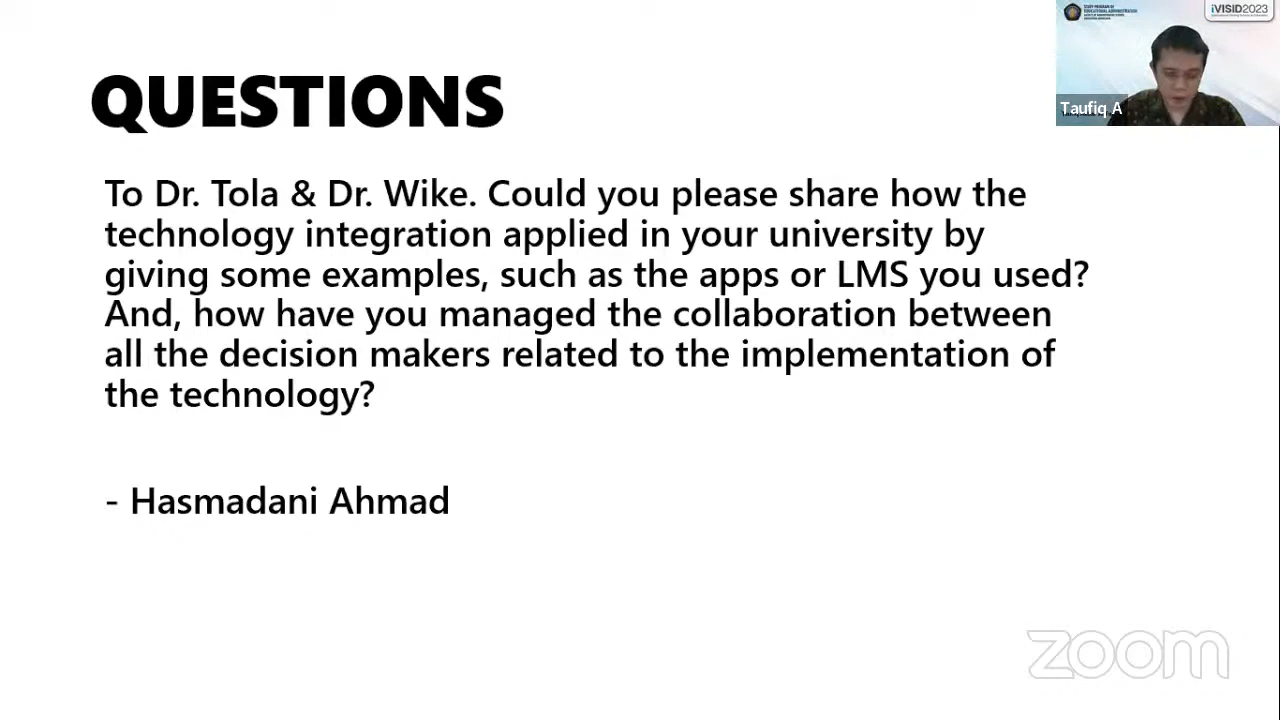 iVISID2023
QUESTIONS
Taufiq A
To Dr. Tola & Dr. Wike. Could you please share how the
technology integration applied in your university by
giving some examples, such as the apps or LMS you used?
And, how have you managed the collaboration between
all the decision makers related to the implementation of
the technology?
- Hasmadani Ahmad
zoom